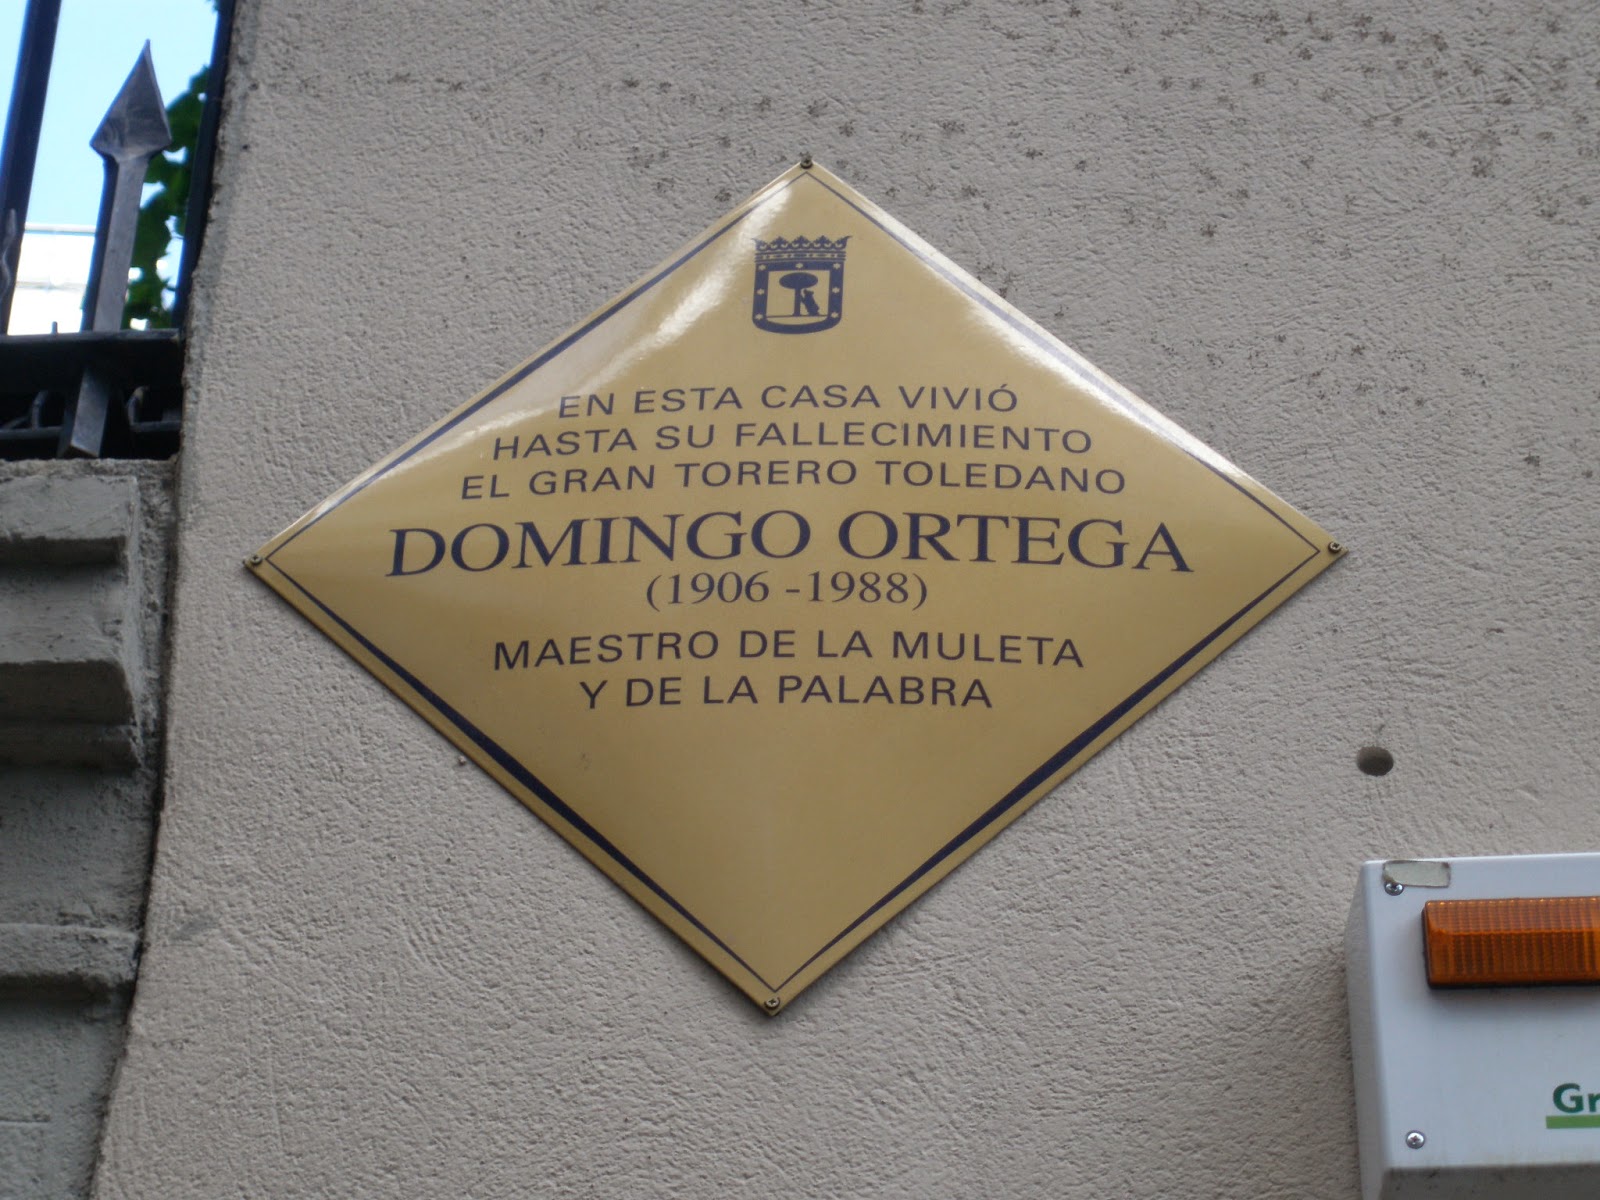 EN ESTA CASA VIVIÓ
HASTA SU FALLECIMIENTO
EL GRAN TORERO TOLEDANO
DOMINGO ORTEGA
(1906 - 1988)
MAESTRO DE LA MULETA
Y DE LA PALABRA
Gr